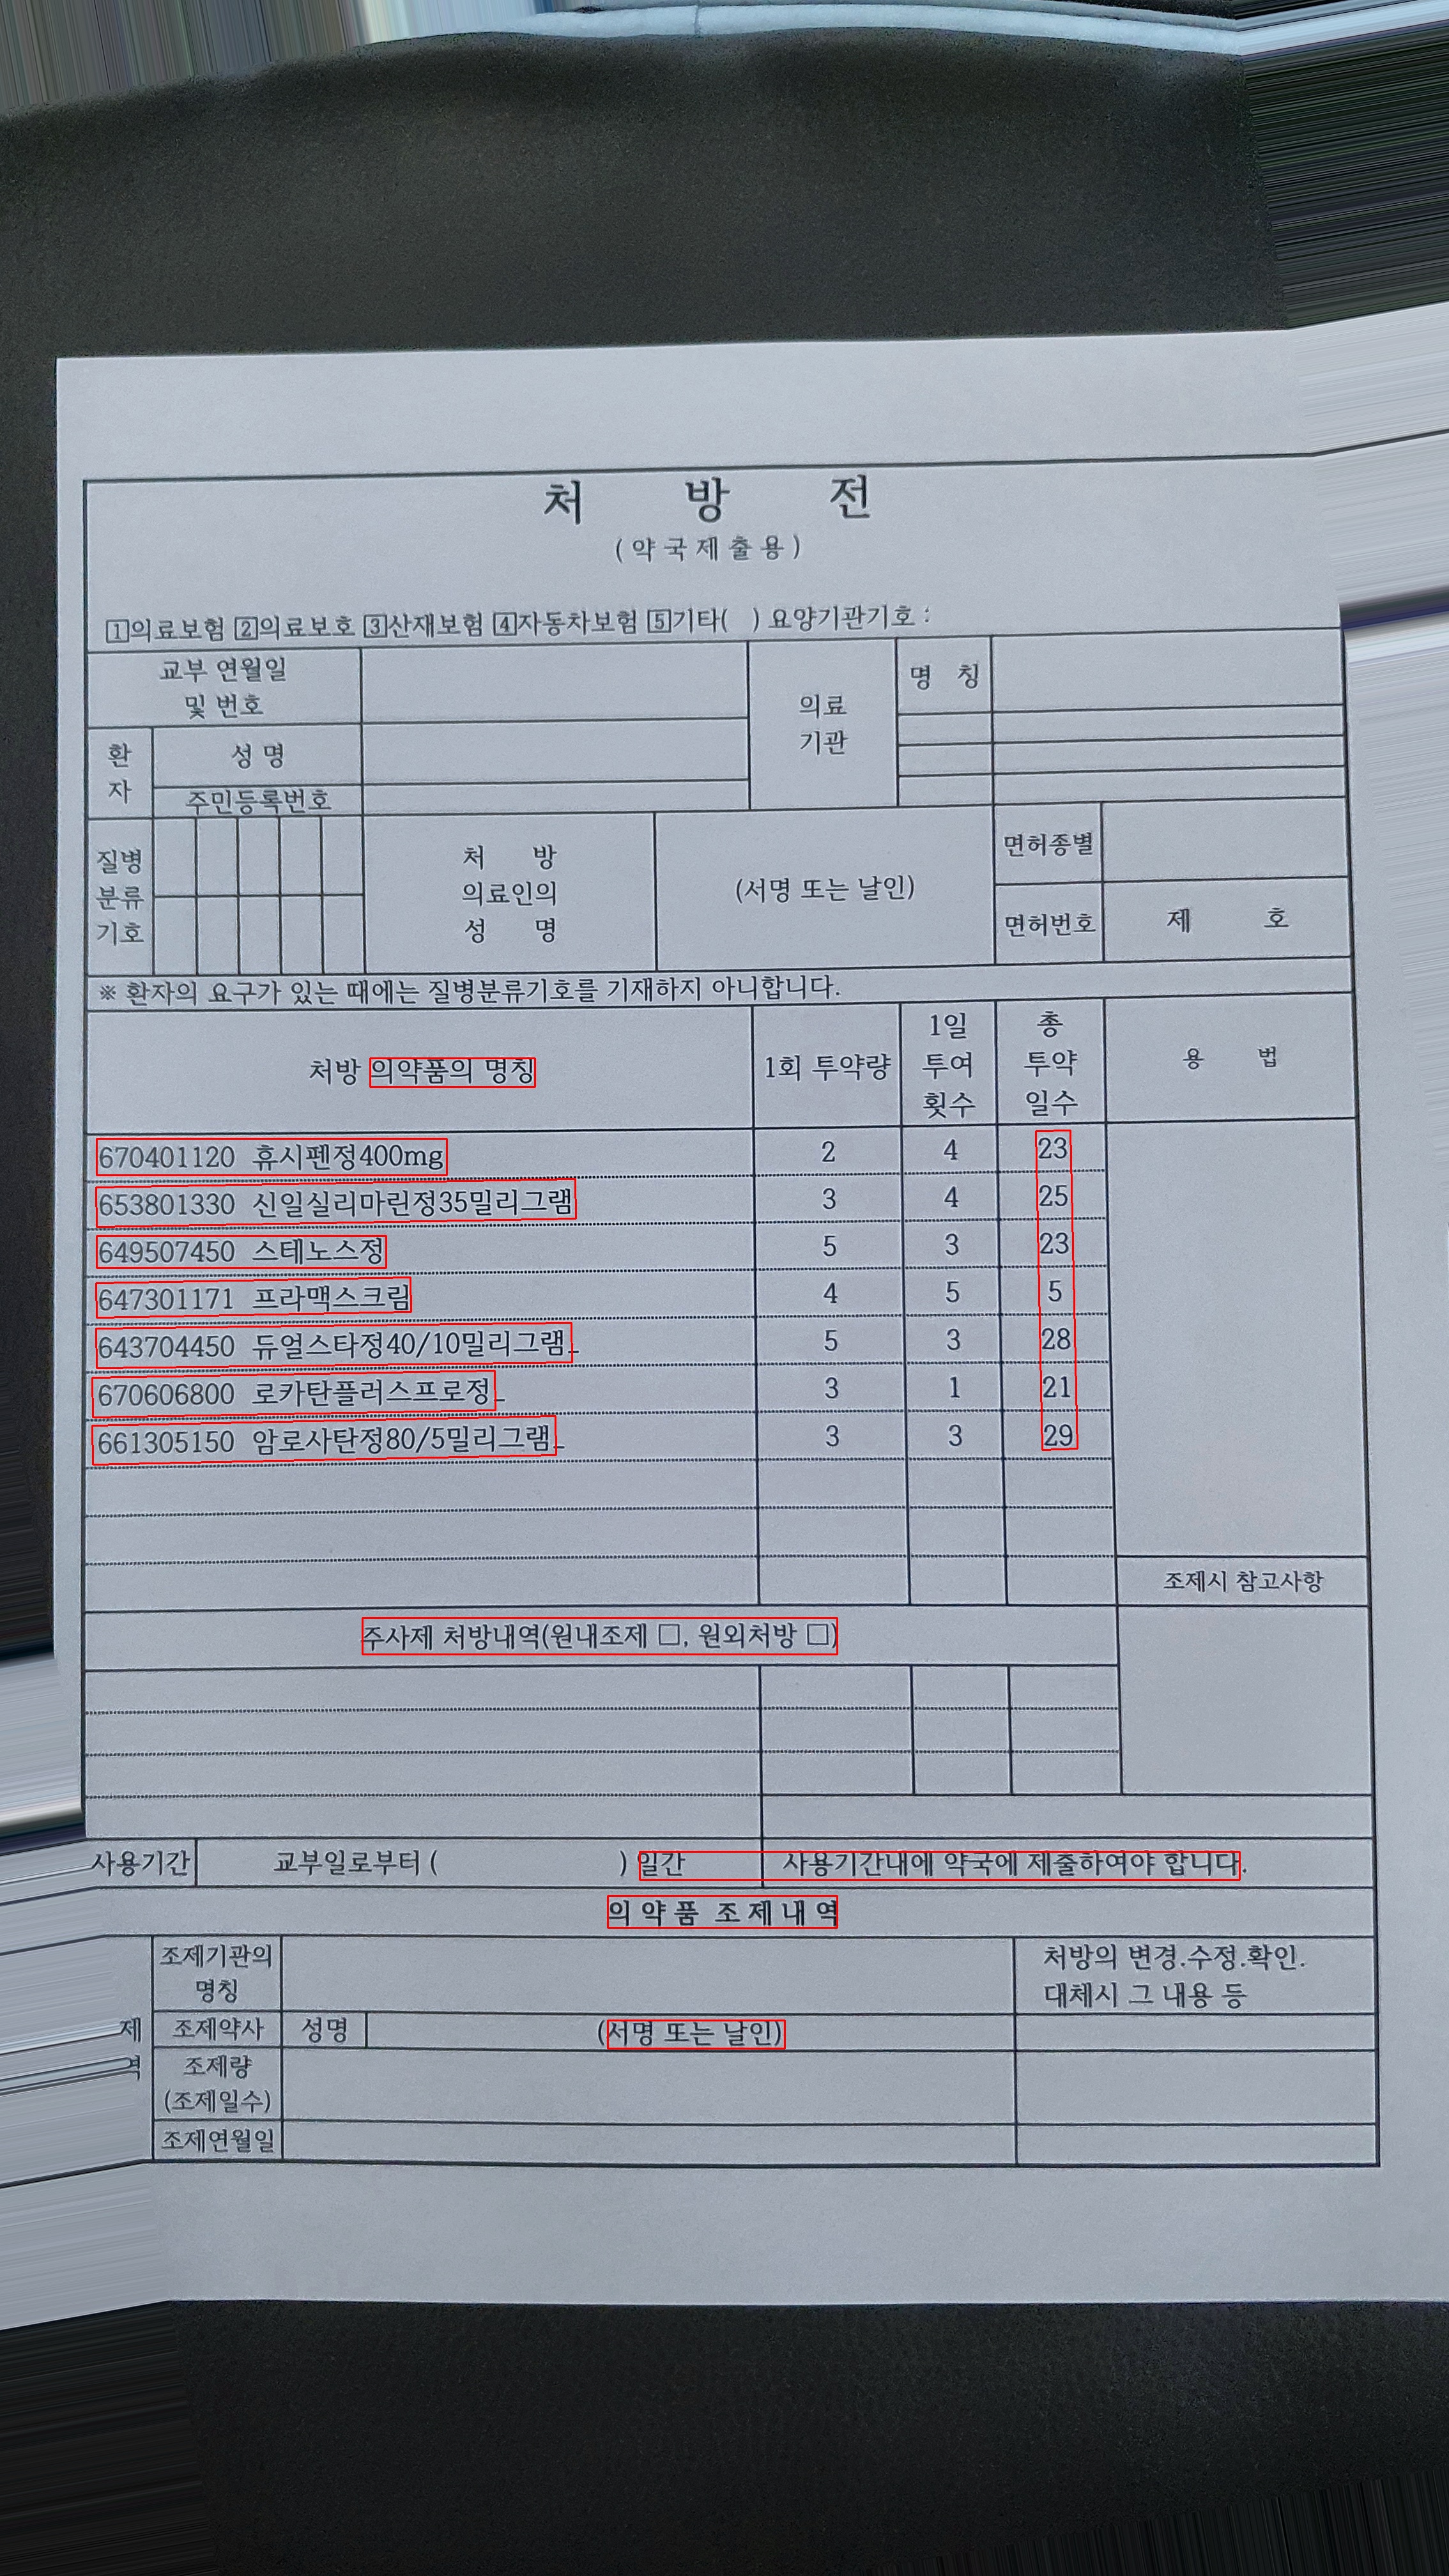 처 방 전
(약국제출용)
1의료보험 2의료보호 3산재보험 4자동차보험 5기타( ) 요양기관기호 :
교부 연월일 및 번호
의료 기관
명 칭
환 자
성 명
주민등록번호
질병 분류 기호
처 방 의료인의 성 명
(서명 또는 날인)
면허종별
면허번호
제 호
※ 환자의 요구가 있는 때에는 질병분류기호를 기재하지 아니합니다.
처방 의약품의 명칭 1회 투약량 1일 투여 횟수 총 투약 일수 용 법
670401120 휴시펜정400mg 2 4 23
653801330 신일실리마린정35밀리그램 3 4 25
649507450 스테노스정 5 3 23
647301171 프라맥스크림 4 5 5
643704450 듀얼스타정40/10밀리그램_ 5 3 28
670606800 로카탄플러스프로정_ 3 1 21
661305150 암로사탄정80/5밀리그램_ 3 3 29
조제시 참고사항
주사제 처방내역(원내조제 □, 원외처방 □)
사용기간 교부일로부터 ( ) 일간 사용기간내에 약국에 제출하여야 합니다.
의 약 품 조 제 내 역
조제기관의 명칭
처방의 변경.수정.확인. 대체시 그 내용 등
제
역
조제약사 성명 (서명 또는 날인)
조제량 (조제일수)
조제연월일